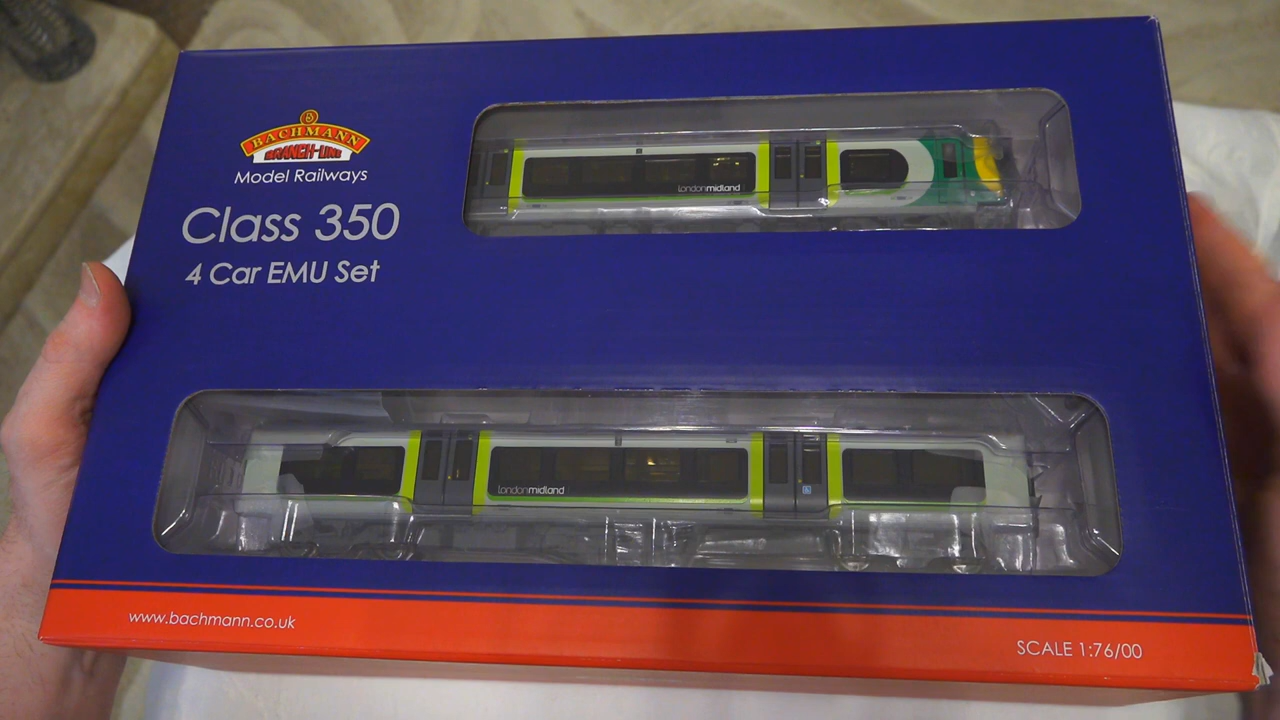 BACHMANN
BRANCH-LINE
Model Railways
Class 350
4 Car EMU Set
londonmidland
londonmidland
www.bachmann.co.uk
SCALE 1:76/00